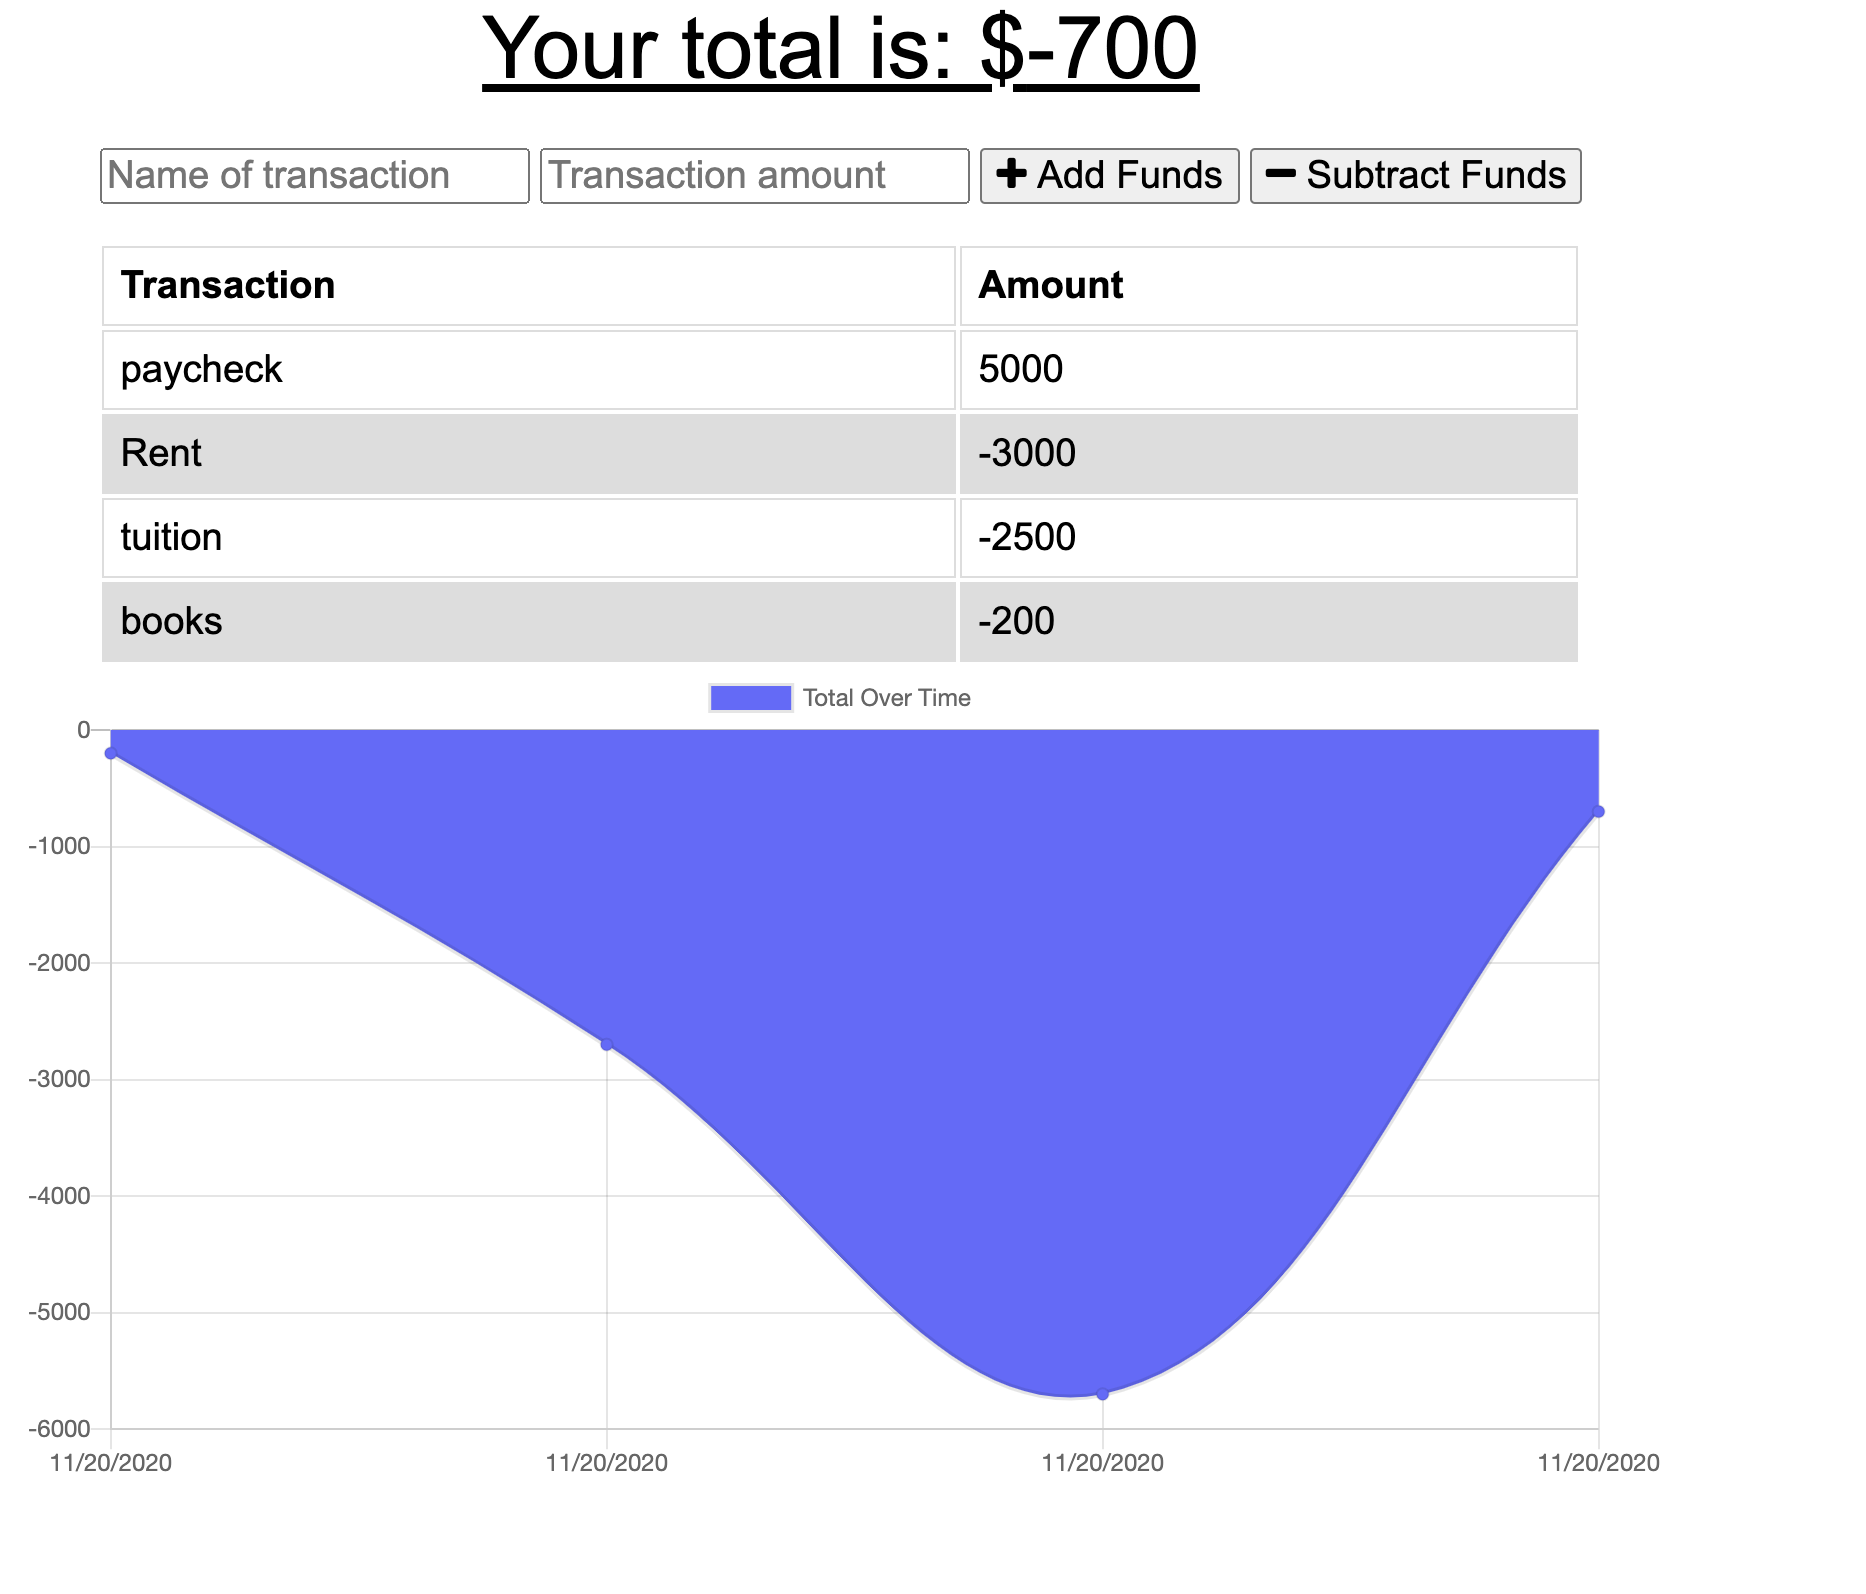 Your total is: $-700
Name of transaction Transaction amount + Add Funds − Subtract Funds
Transaction Amount
paycheck 5000
Rent -3000
tuition -2500
books -200
Total Over Time
0
-1000
-2000
-3000
-4000
-5000
-6000
11/20/2020 11/20/2020 11/20/2020 11/20/2020